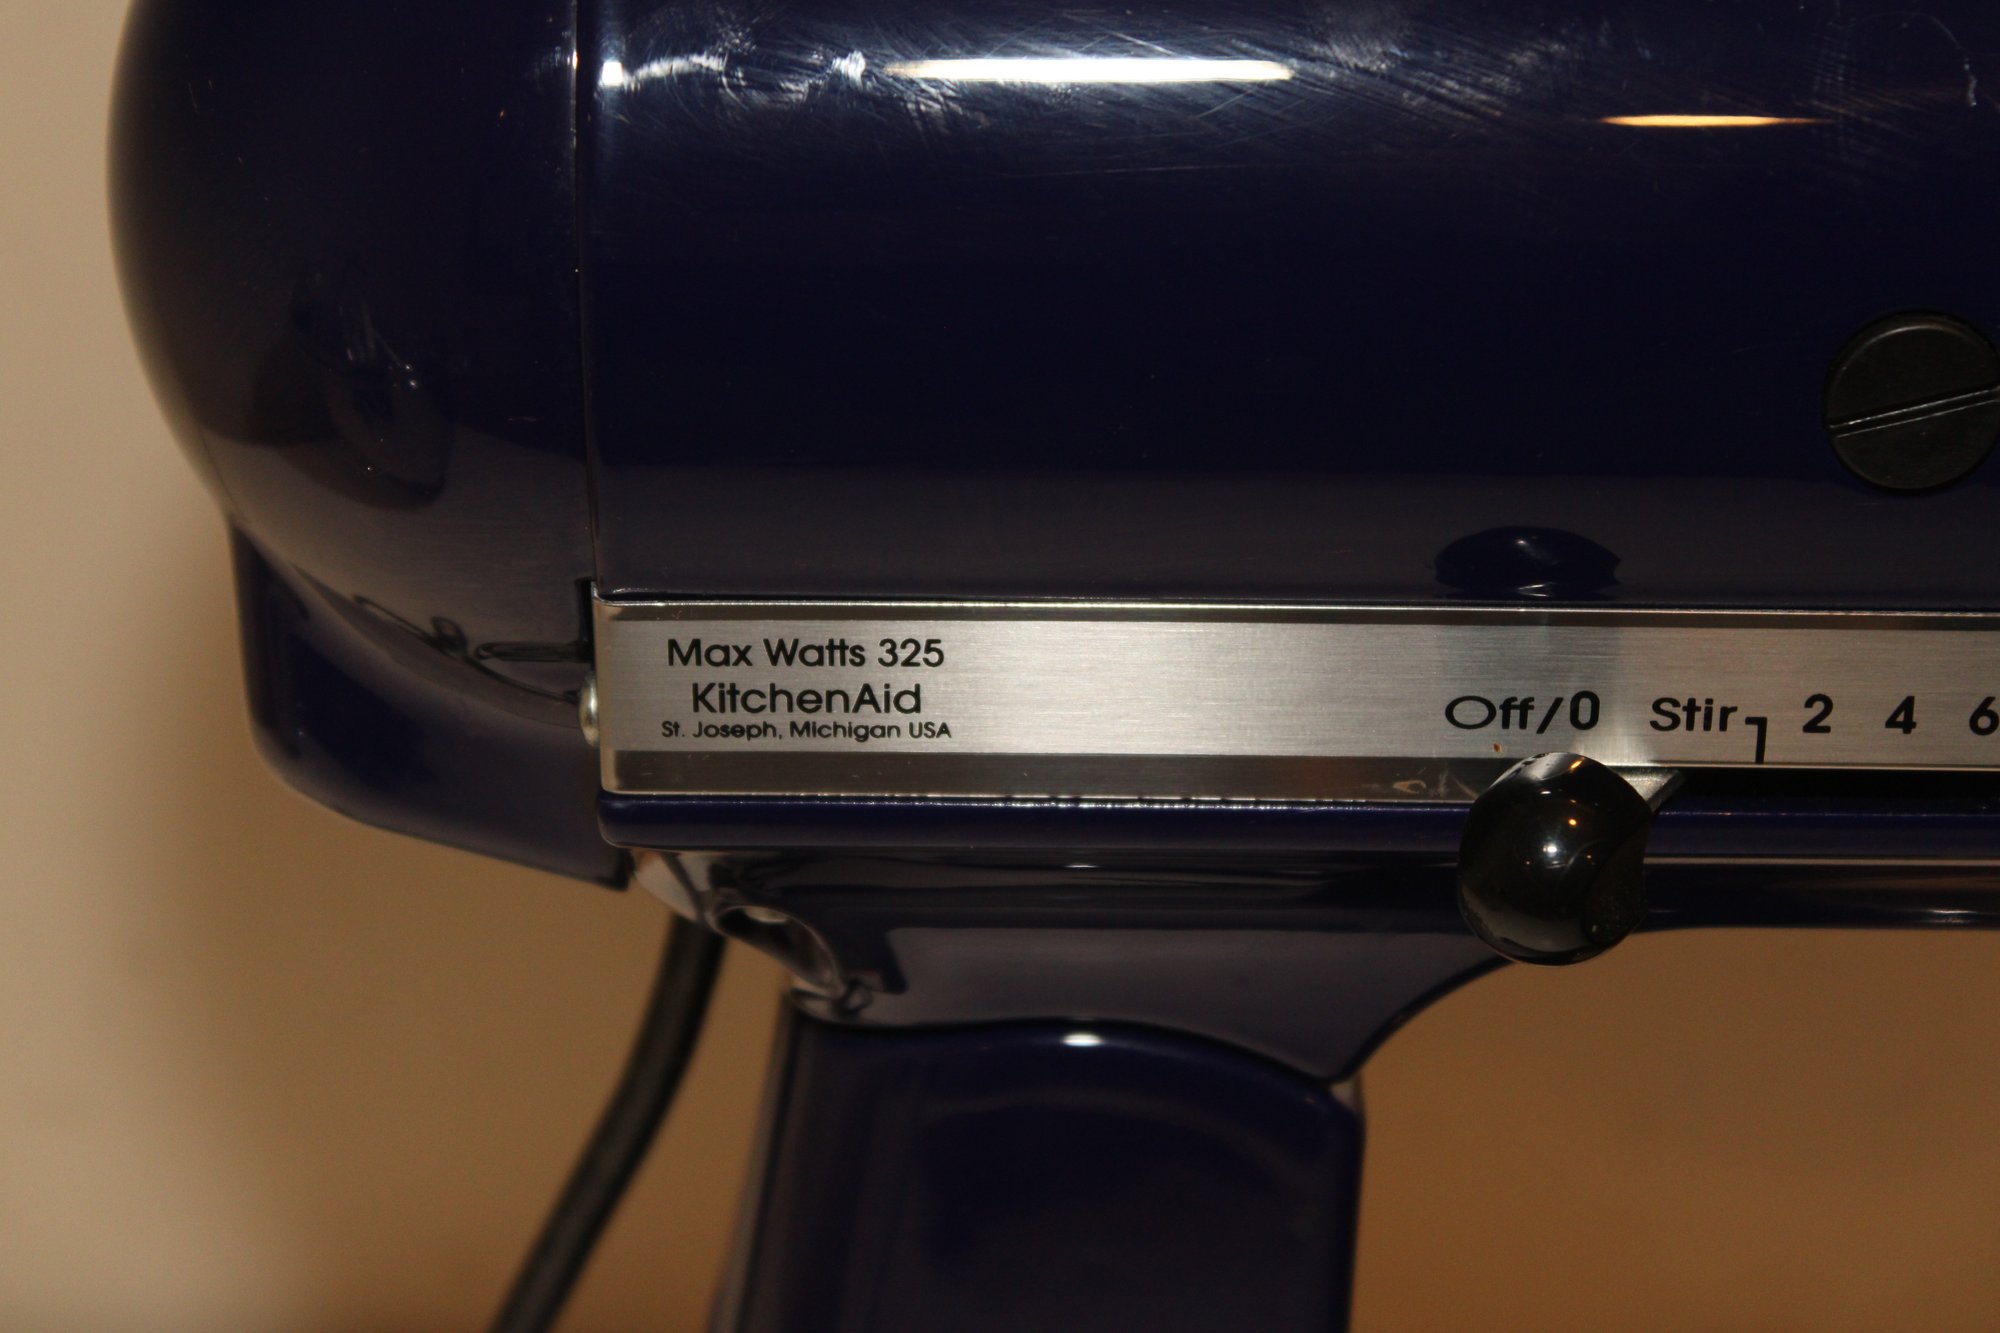 Max Watts 325
KitchenAid
St. Joseph, Michigan USA
Off/0 Stir 2 4 6